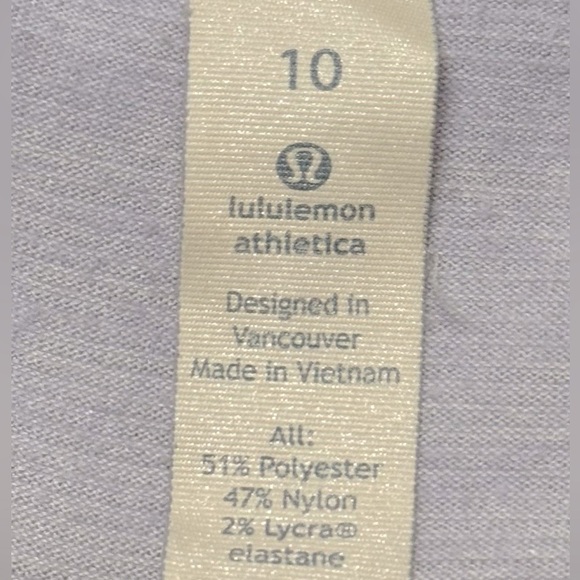 10
lululemon
athletica
Designed in
Vancouver
Made in Vietnam
All:
51% Polyester
47% Nylon
2% Lycra®
elastane